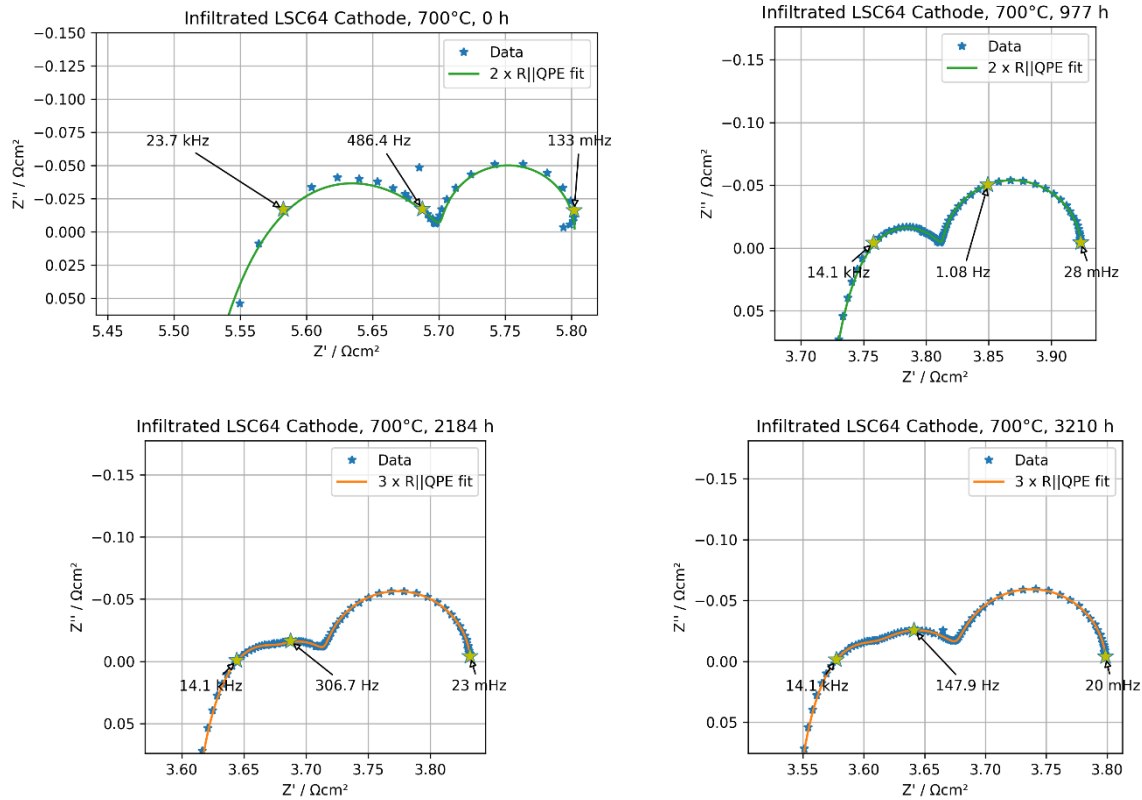 Infiltrated LSC64 Cathode, 700°C, 0 h
−0.150
−0.125
−0.100
−0.075
−0.050
−0.025
0.000
0.025
0.050
Z'' / Ωcm²
Data
2 x R||QPE fit
23.7 kHz
486.4 Hz
133 mHz
5.45 5.50 5.55 5.60 5.65 5.70 5.75 5.80
Z' / Ωcm²
Infiltrated LSC64 Cathode, 700°C, 977 h
−0.15
−0.10
−0.05
0.00
0.05
Z'' / Ωcm²
Data
2 x R||QPE fit
14.1 kHz
1.08 Hz
28 mHz
3.70 3.75 3.80 3.85 3.90
Z' / Ωcm²
Infiltrated LSC64 Cathode, 700°C, 2184 h
−0.15
−0.10
−0.05
0.00
0.05
Z'' / Ωcm²
Data
3 x R||QPE fit
14.1 kHz
306.7 Hz
23 mHz
3.60 3.65 3.70 3.75 3.80
Z' / Ωcm²
Infiltrated LSC64 Cathode, 700°C, 3210 h
−0.15
−0.10
−0.05
0.00
0.05
Z'' / Ωcm²
Data
3 x R||QPE fit
14.1 kHz
147.9 Hz
20 mHz
3.55 3.60 3.65 3.70 3.75 3.80
Z' / Ωcm²